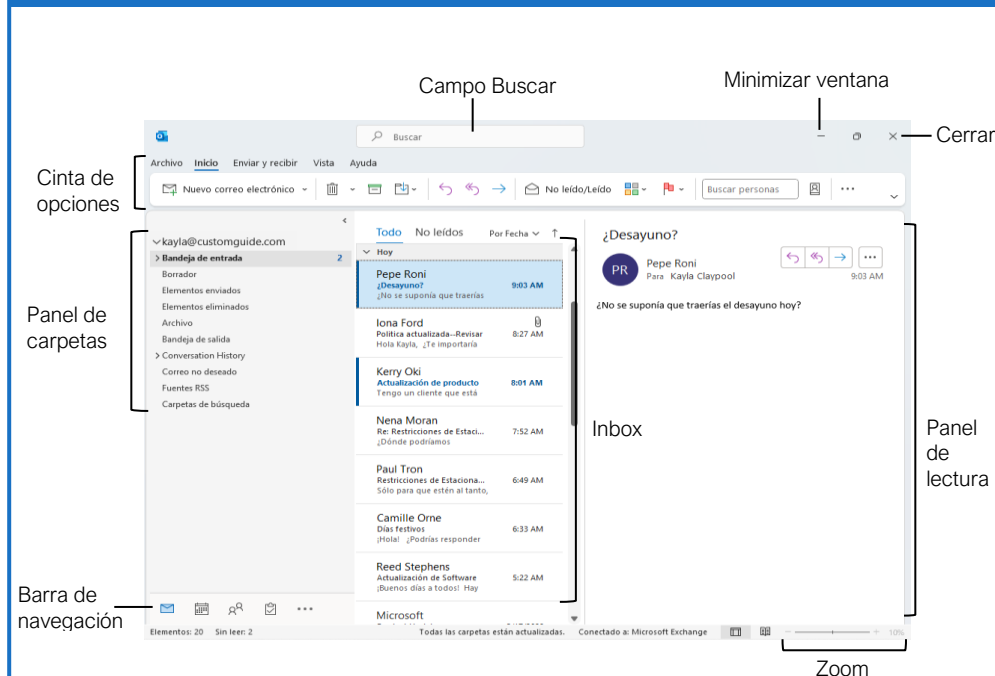 Campo Buscar
Minimizar ventana
Buscar
Cerrar
Archivo Inicio Enviar y recibir Vista Ayuda
Cinta de
opciones
Nuevo correo electrónico
No leído/Leído
Buscar personas
Panel de
carpetas
kayla@customguide.com
Bandeja de entrada 2
Borrador
Elementos enviados
Elementos eliminados
Archivo
Bandeja de salida
Conversation History
Correo no deseado
Fuentes RSS
Carpetas de búsqueda
Todo No leídos Por Fecha
Hoy
Pepe Roni
¿Desayuno? 9:03 AM
¿No se suponía que traerías
Iona Ford
Política actualizada--Revisar 8:27 AM
Hola Kayla, ¿Te importaría
Kerry Oki
Actualización de producto 8:01 AM
Tengo un cliente que está
Nena Moran
Re: Restricciones de Estaci... 7:52 AM
¿Dónde podríamos
Paul Tron
Restricciones de Estaciona... 6:49 AM
Sólo para que estén al tanto,
Camille Orne
Días festivos 6:33 AM
¡Hola! ¿Podrías responder
Reed Stephens
Actualización de Software 5:22 AM
¡Buenos días a todos! Hay
Microsoft
Inbox
¿Desayuno?
PR
Pepe Roni
Para Kayla Claypool
9:03 AM
¿No se suponía que traerías el desayuno hoy?
Panel
de
lectura
Barra de
navegación
Elementos: 20 Sin leer: 2 Todas las carpetas están actualizadas. Conectado a: Microsoft Exchange 10%
Zoom